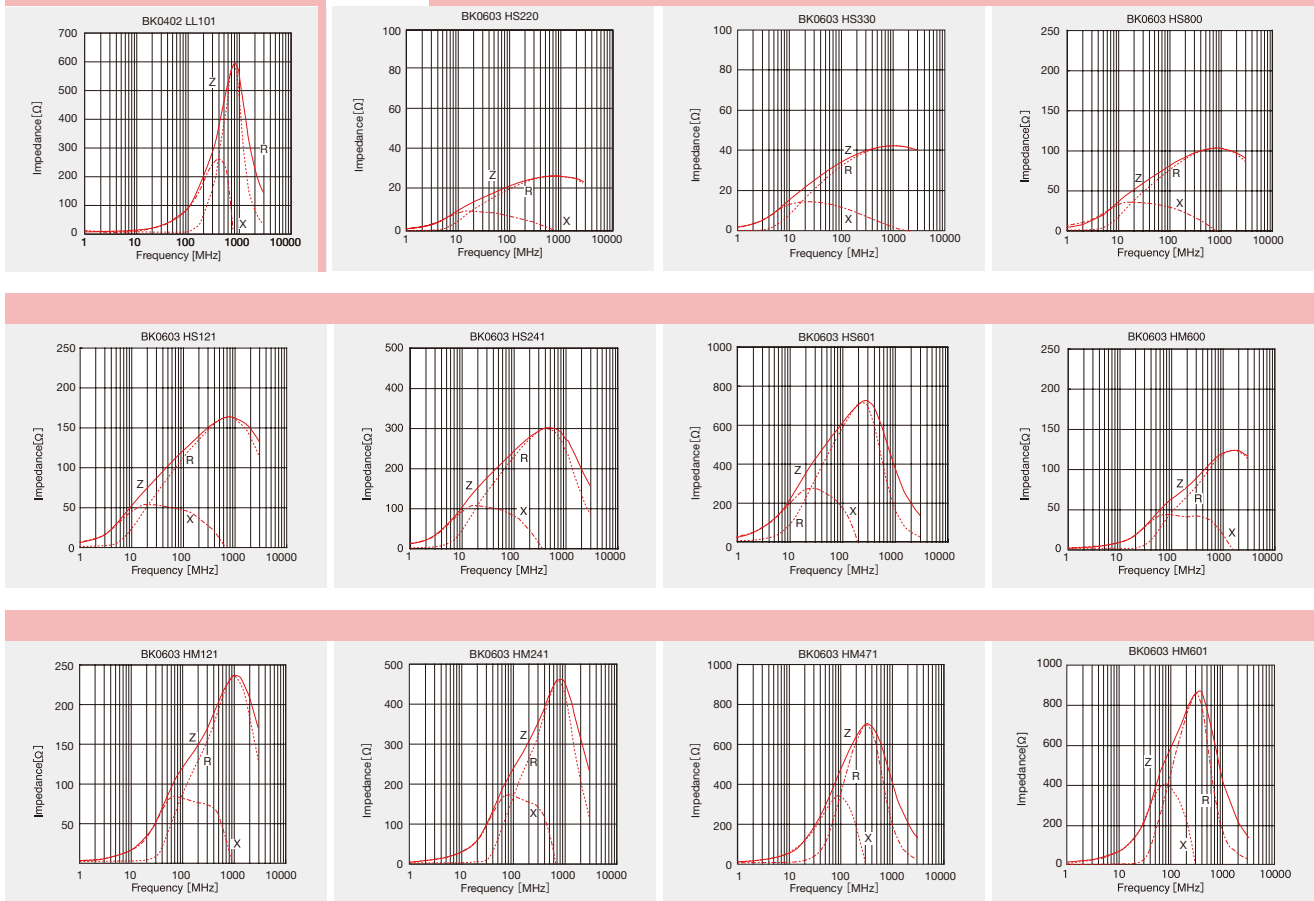 BK0402 LL101
700
600
500
400
300
200
100
0
Impedance[Ω]
Z
R
X
1 10 100 1000 10000
Frequency [MHz]
BK0603 HS220
100
80
60
40
20
0
Impedance[Ω]
Z
R
X
1 10 100 1000 10000
Frequency [MHz]
BK0603 HS330
100
80
60
40
20
0
Impedance[Ω]
Z
R
X
1 10 100 1000 10000
Frequency [MHz]
BK0603 HS800
250
200
150
100
50
0
Impedance[Ω]
Z
R
X
1 10 100 1000 10000
Frequency [MHz]
BK0603 HS121
250
200
150
100
50
0
Impedance[Ω]
Z
R
X
1 10 100 1000 10000
Frequency [MHz]
BK0603 HS241
500
400
300
200
100
0
Impedance[Ω]
Z
R
X
1 10 100 1000 10000
Frequency [MHz]
BK0603 HS601
1000
800
600
400
200
0
Impedance[Ω]
Z
R
X
1 10 100 1000 10000
Frequency [MHz]
BK0603 HM600
250
200
150
100
50
0
Impedance[Ω]
Z
R
X
1 10 100 1000 10000
Frequency [MHz]
BK0603 HM121
250
200
150
100
50
Impedance[Ω]
Z
R
X
1 10 100 1000 10000
Frequency [MHz]
BK0603 HM241
500
400
300
200
100
0
Impedance[Ω]
Z
R
X
1 10 100 1000 10000
Frequency [MHz]
BK0603 HM471
1000
800
600
400
200
0
Impedance[Ω]
Z
R
X
1 10 100 1000 10000
Frequency [MHz]
BK0603 HM601
1000
800
600
400
200
0
Impedance[Ω]
Z
R
X
1 10 100 1000 10000
Frequency [MHz]